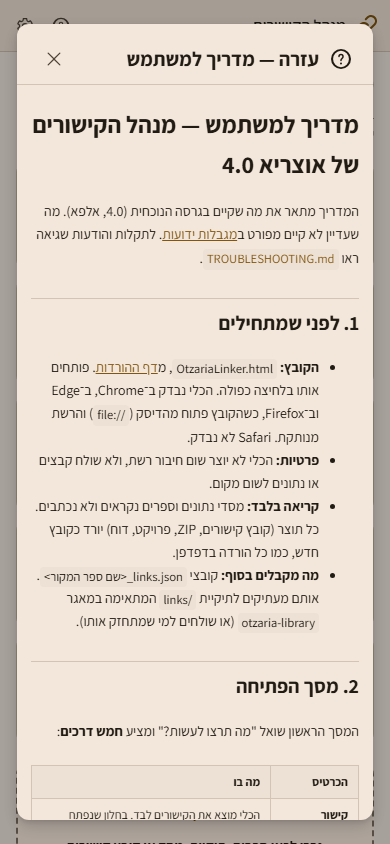 מנהל הקישורים
עזרה — מדריך למשתמש
מדריך למשתמש — מנהל הקישורים
של אוצריא 4.0
המדריך מתאר את מה שקיים בגרסה הנוכחית (4.0, אלפא). מה
שעדיין לא קיים מפורט במגבלות ידועות. לתקלות והודעות שגיאה
ראו TROUBLESHOOTING.md.
1. לפני שמתחילים
• הקובץ: OtzariaLinker.html, מדף ההורדות. פותחים
אותו בלחיצה כפולה. הכלי נבדק ב־Chrome, ב־Edge
וב־Firefox, כשהקובץ פתוח מהדיסק (file://) והרשת
מנותקת. Safari לא נבדק.
• פרטיות: הכלי לא יוצר שום חיבור רשת, ולא שולח קבצים
או נתונים לשום מקום.
• קריאה בלבד: מסדי נתונים וספרים נקראים ולא נכתבים.
כל תוצר (קובץ קישורים, ZIP, פרויקט, דוח) יורד כקובץ
חדש, כמו כל הורדה בדפדפן.
• מה מקבלים בסוף: קובצי <שם ספר המקור>_links.json.
אותם מעתיקים לתיקיית links/ המתאימה במאגר
otzaria-library (או שולחים למי שמתחזק אותו).
2. מסך הפתיחה
המסך הראשון שואל "מה תרצו לעשות?" ומציע חמש דרכים:
הכרטיס מה בו
קישור הכלי מוצא את הקישורים לבד. בחלון שנפתח